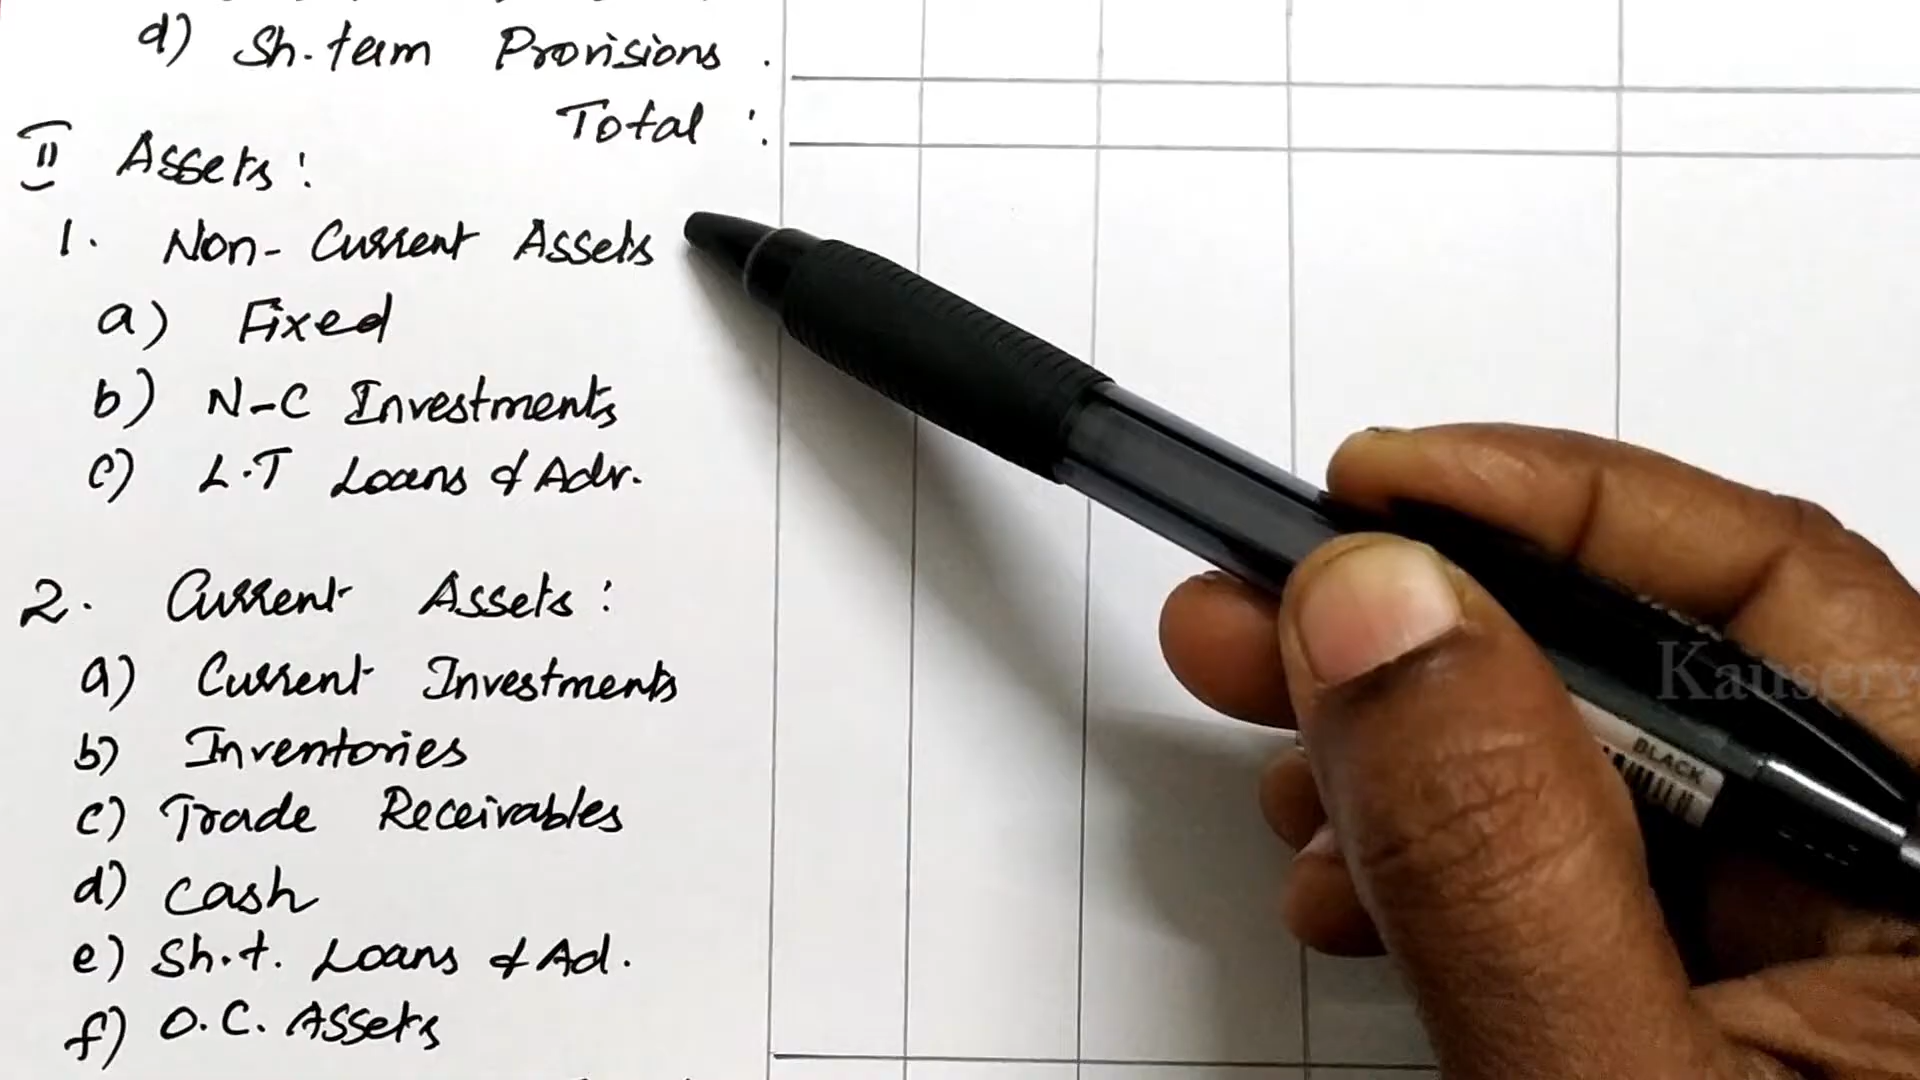 d) Sh.term Provisions.
Total :
II Assets:
1. Non-Current Assets
a) Fixed
b) N-C Investments
c) L.T Loans & Adv.
2. Current Assets:
a) Current Investments
b) Inventories
c) Trade Receivables
d) Cash
e) Sh.t. Loans & Ad.
f) O.C. Assets
BLACK